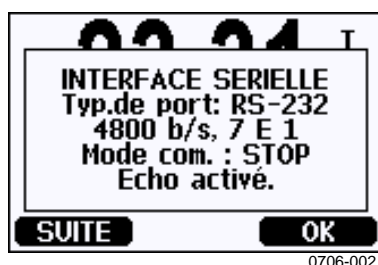 INTERFACE SERIELLE
Typ.de port: RS-232
4800 b/s, 7 E 1
Mode com. : STOP
Echo activé.
SUITE OK
0706-002